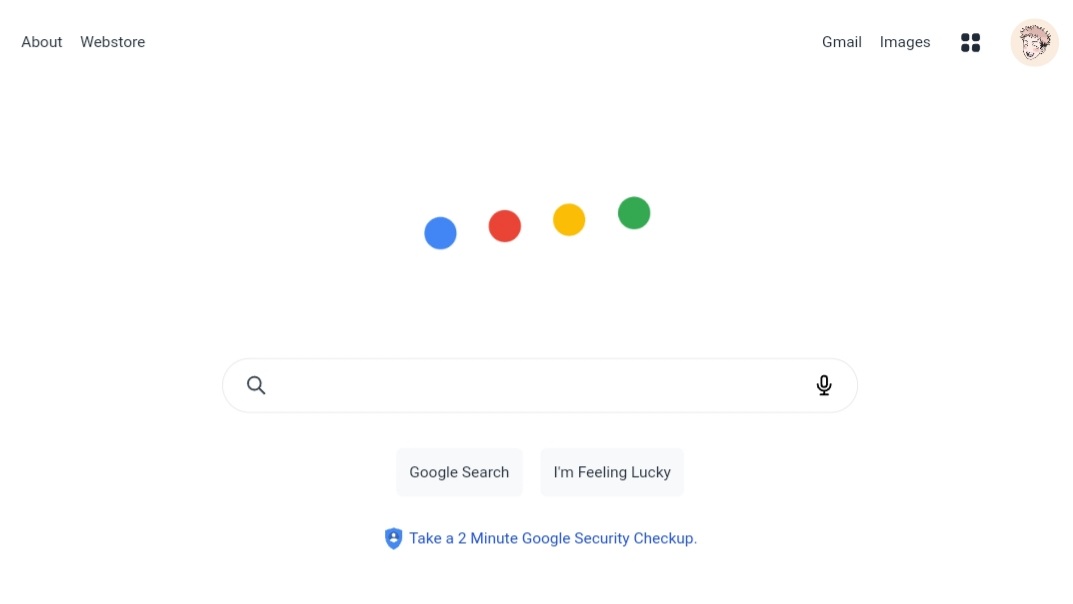 About Webstore Gmail Images
Google Search I'm Feeling Lucky
Take a 2 Minute Google Security Checkup.